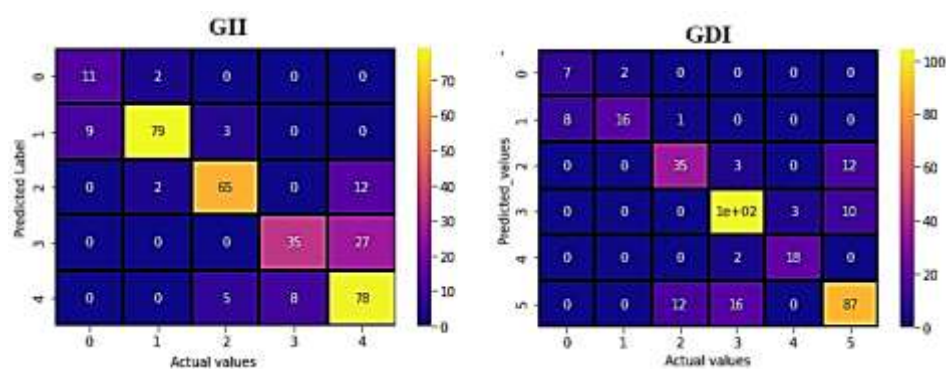 GII
0 11 2 0 0 0
1 9 79 3 0 0
2 0 2 65 0 12
3 0 0 0 35 27
4 0 0 5 8 78
0 1 2 3 4
Actual values
Predicted Label
70
60
50
40
30
20
10
0
GDI
0 7 2 0 0 0 0
1 8 16 1 0 0 0
2 0 0 35 3 0 12
3 0 0 0 1e+02 3 10
4 0 0 0 2 18 0
5 0 0 12 16 0 87
0 1 2 3 4 5
Actual values
Predicted_values
100
80
60
40
20
0